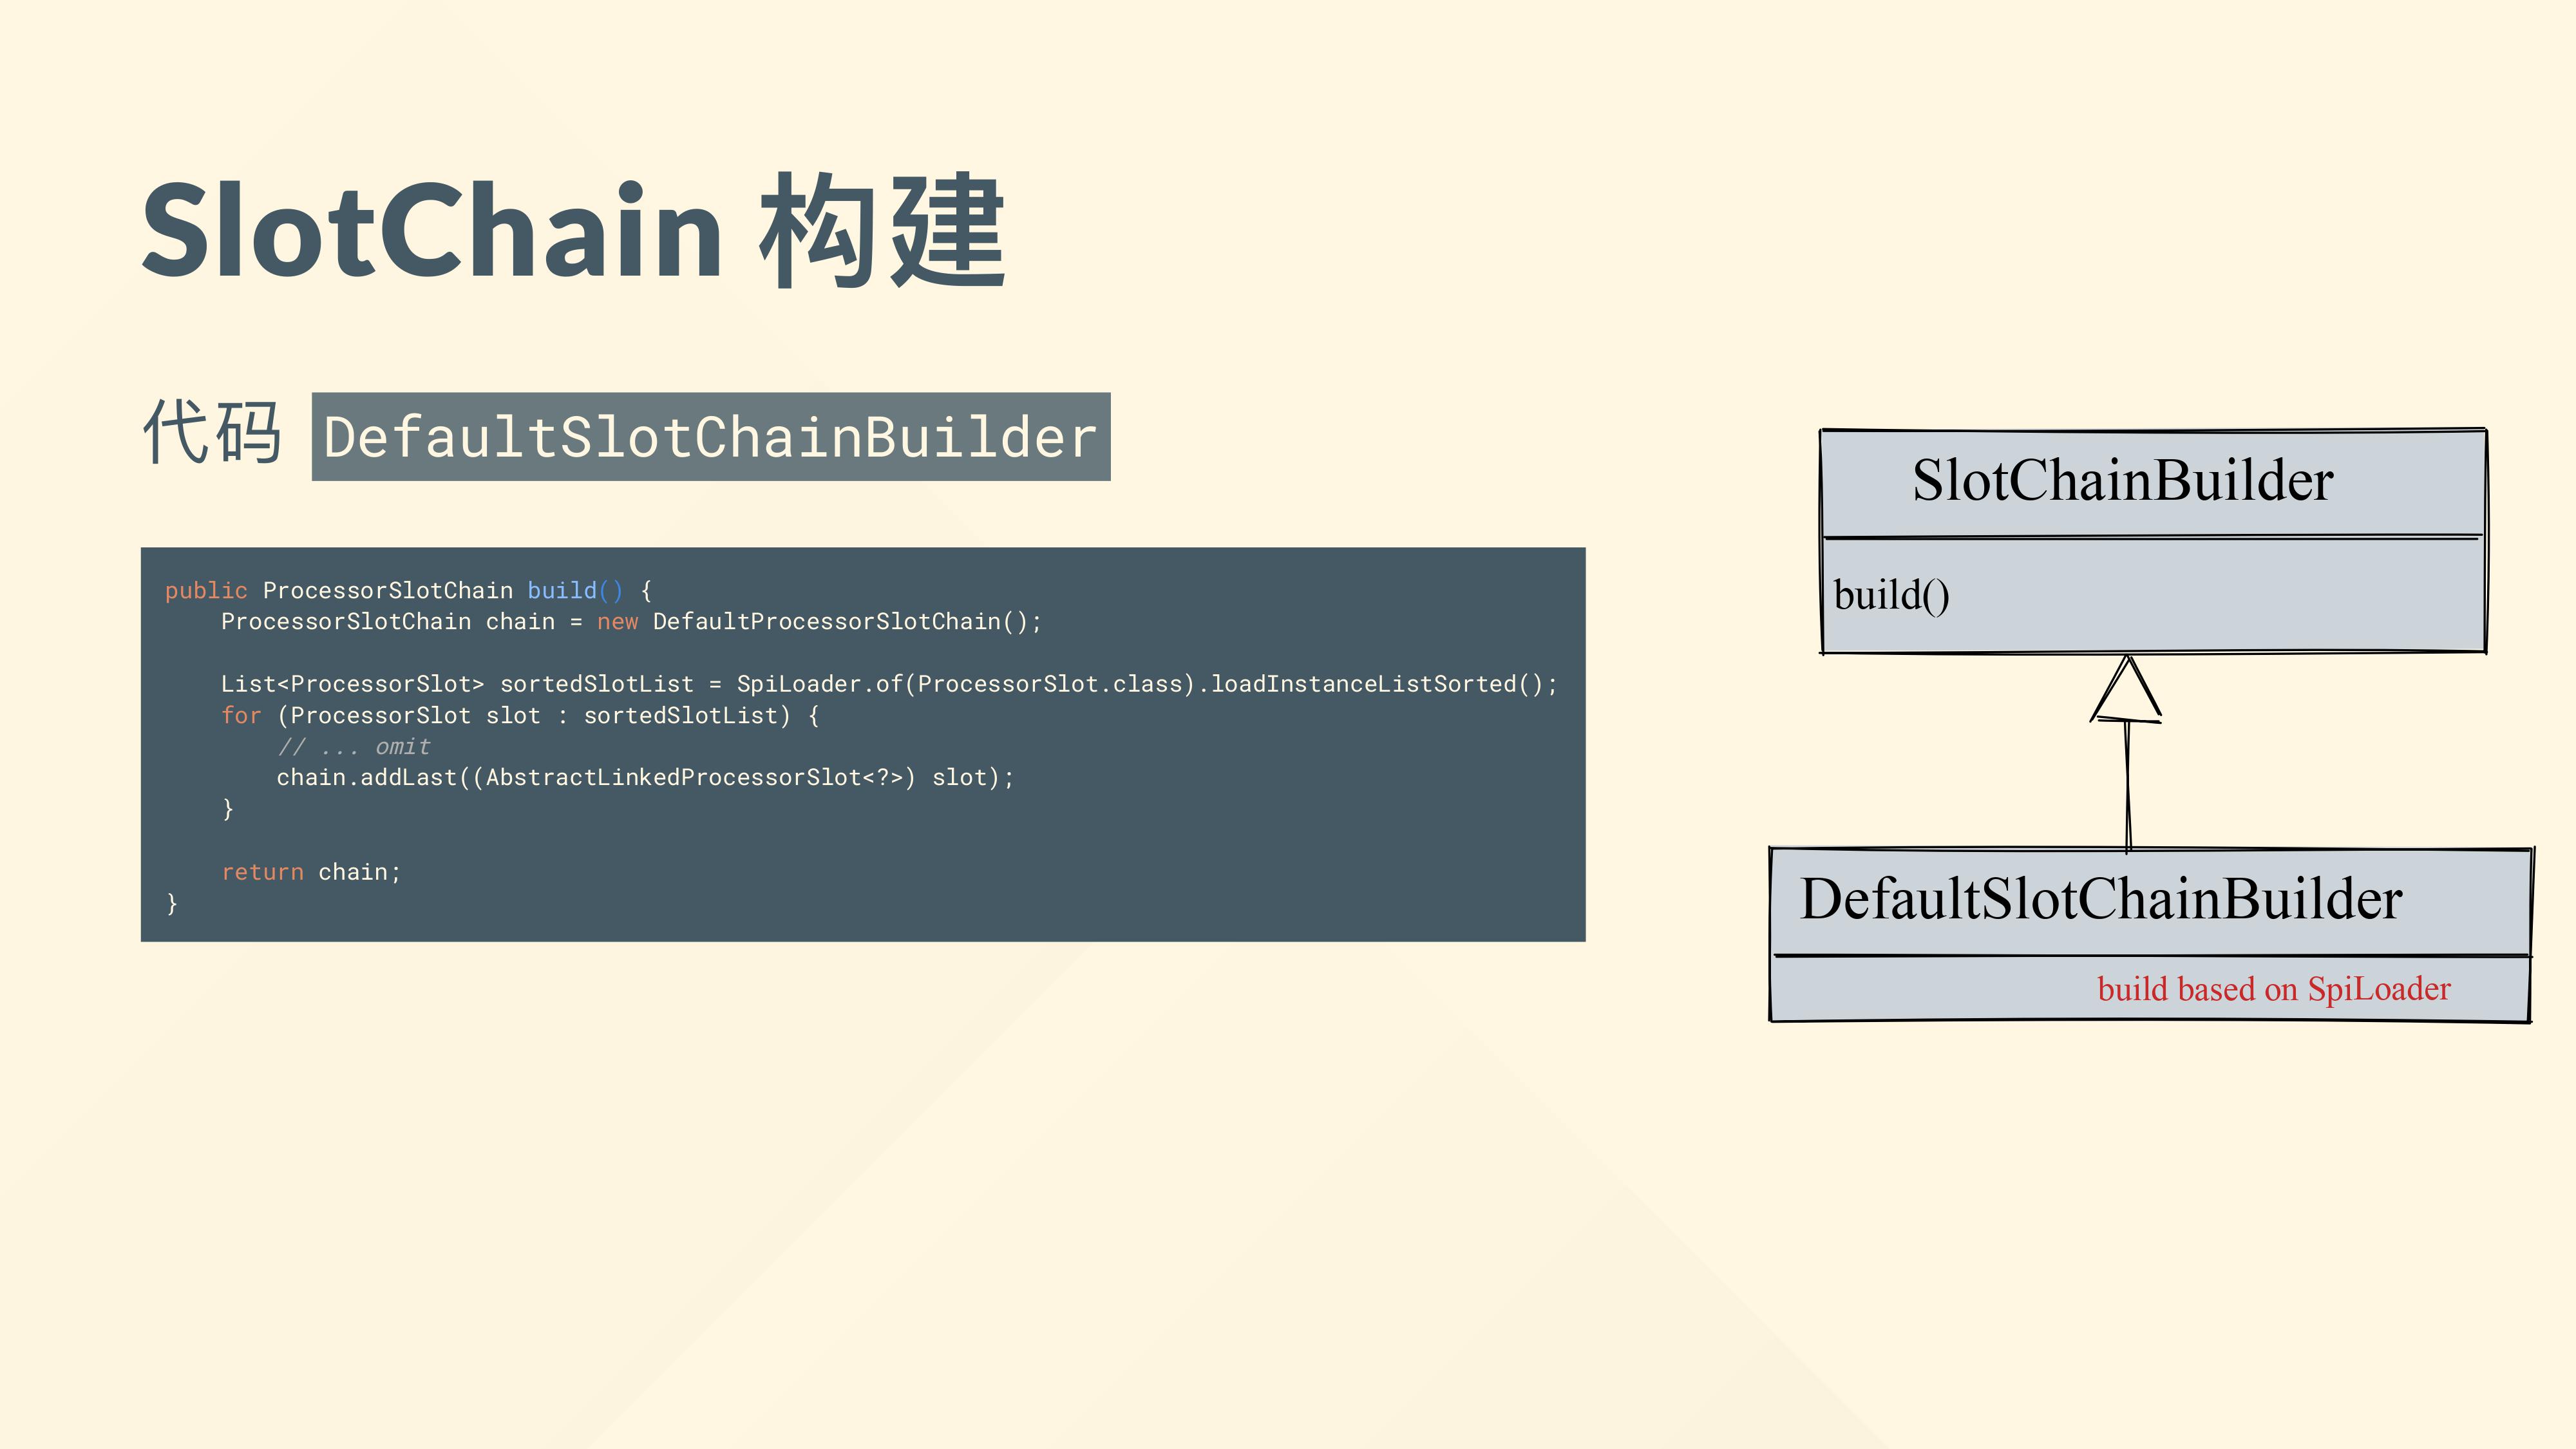 SlotChain 构建
代码 DefaultSlotChainBuilder
public ProcessorSlotChain build() {
    ProcessorSlotChain chain = new DefaultProcessorSlotChain();
    List<ProcessorSlot> sortedSlotList = SpiLoader.of(ProcessorSlot.class).loadInstanceListSorted();
    for (ProcessorSlot slot : sortedSlotList) {
        // ... omit
        chain.addLast((AbstractLinkedProcessorSlot<?>) slot);
    }
    return chain;
}
SlotChainBuilder
build()
DefaultSlotChainBuilder
build based on SpiLoader